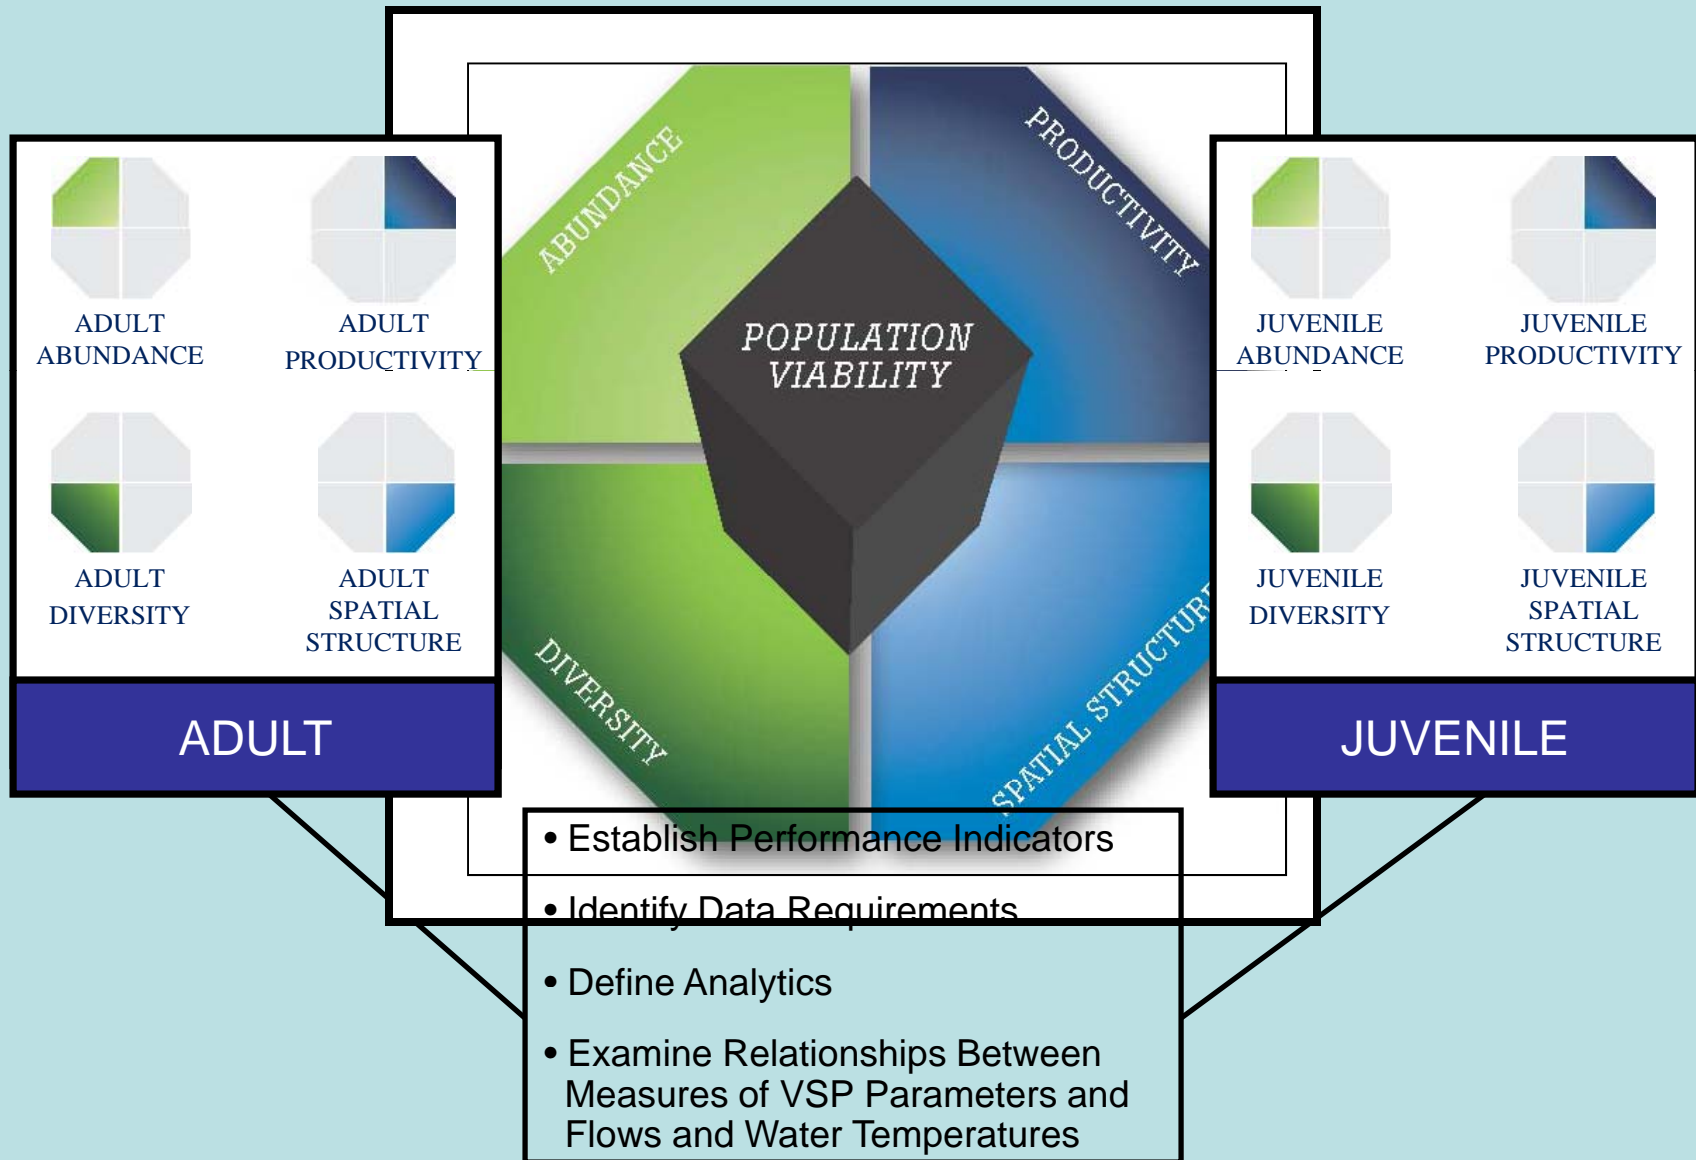 ABUNDANCE
PRODUCTIVITY
POPULATION
VIABILITY
DIVERSITY
SPATIAL STRUCTURE
ADULT
ABUNDANCE
ADULT
PRODUCTIVITY
ADULT
DIVERSITY
ADULT
SPATIAL
STRUCTURE
ADULT
JUVENILE
ABUNDANCE
JUVENILE
PRODUCTIVITY
JUVENILE
DIVERSITY
JUVENILE
SPATIAL
STRUCTURE
JUVENILE
• Establish Performance Indicators
• Identify Data Requirements
• Define Analytics
• Examine Relationships Between
Measures of VSP Parameters and
Flows and Water Temperatures